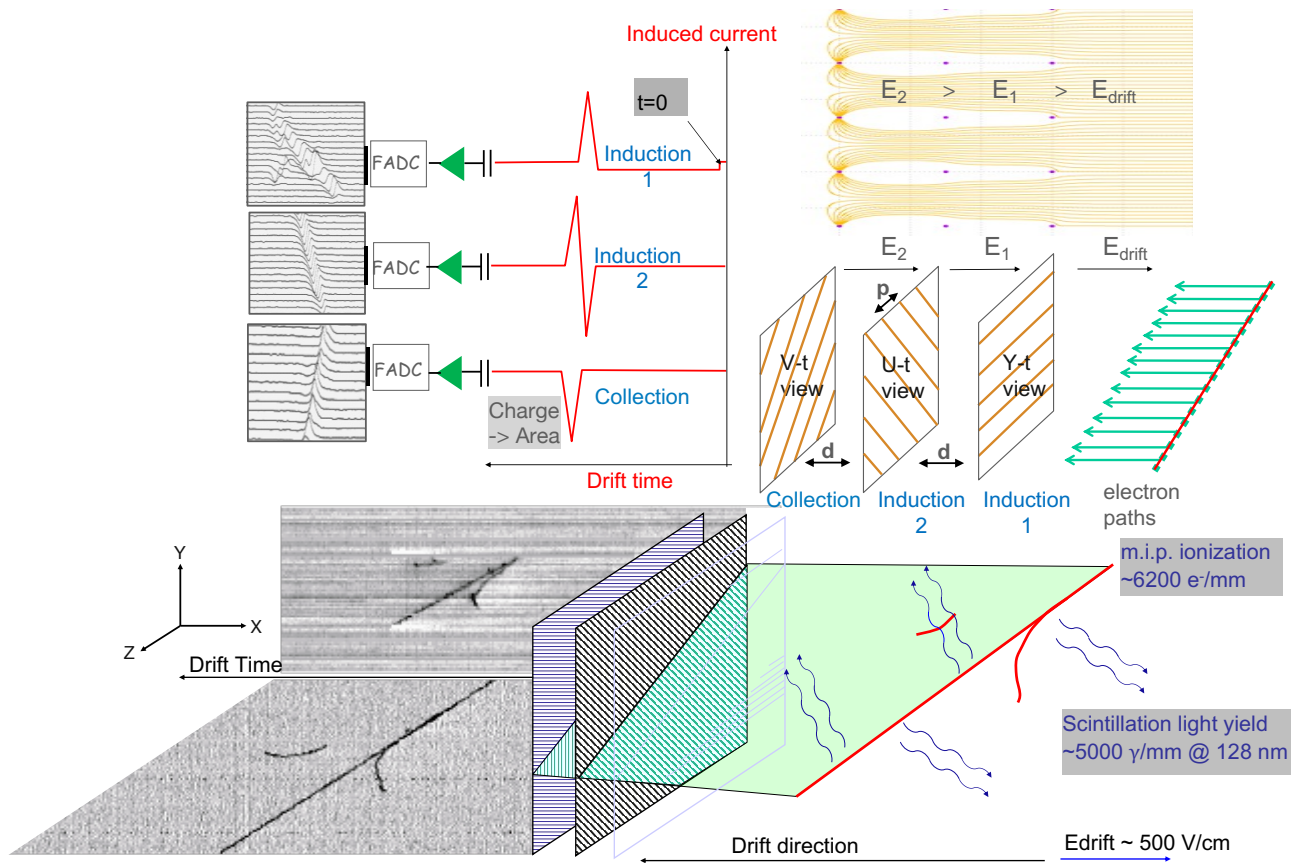 Induced current
t=0
E2 > E1 > Edrift
FADC
Induction
1
FADC
Induction
2
E2
E1
Edrift
p
V-t
view
U-t
view
Y-t
view
FADC
Collection
Charge
-> Area
d
d
Drift time
Collection
Induction
2
Induction
1
electron
paths
m.i.p. ionization
~6200 e-/mm
Y
X
Z
Drift Time
Scintillation light yield
~5000 γ/mm @ 128 nm
Drift direction
Edrift ~ 500 V/cm